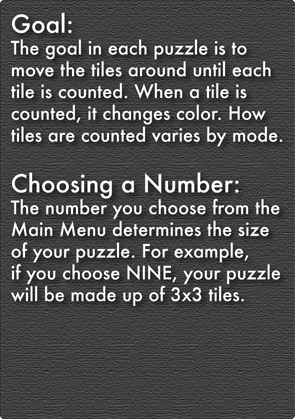 Goal:
The goal in each puzzle is to
move the tiles around until each
tile is counted. When a tile is
counted, it changes color. How
tiles are counted varies by mode.
Choosing a Number:
The number you choose from the
Main Menu determines the size
of your puzzle. For example,
if you choose NINE, your puzzle
will be made up of 3x3 tiles.